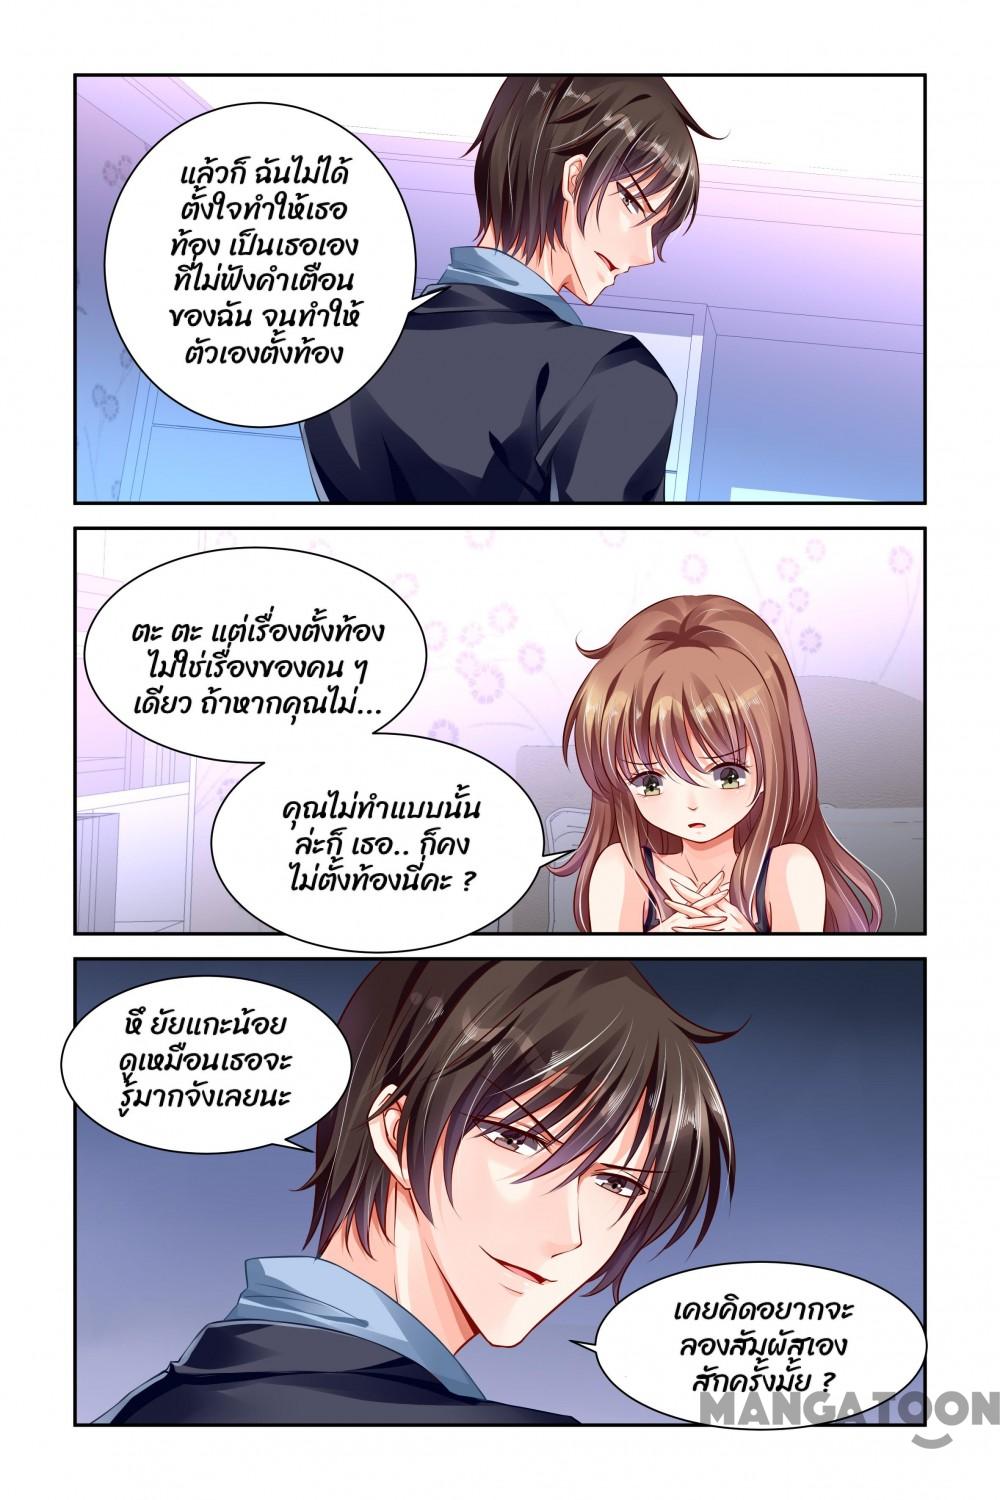 แล้วก็ ฉันไม่ได้
ตั้งใจทำให้เธอ
ท้อง เป็นเธอเอง
ที่ไม่ฟังคำเตือน
ของฉัน จนทำให้
ตัวเองตั้งท้อง
ตะ ตะ แต่เรื่องตั้งท้อง
ไม่ใช่เรื่องของคน ๆ
เดียว ถ้าหากคุณไม่...
คุณไม่ทำแบบนั้น
ล่ะก็ เธอ.. ก็คง
ไม่ตั้งท้องนี่คะ ?
หึ ยัยแกะน้อย
ดูเหมือนเธอจะ
รู้มากจังเลยนะ
เคยคิดอยากจะ
ลองสัมผัสเอง
สักครั้งมั้ย ?
MANGATOON